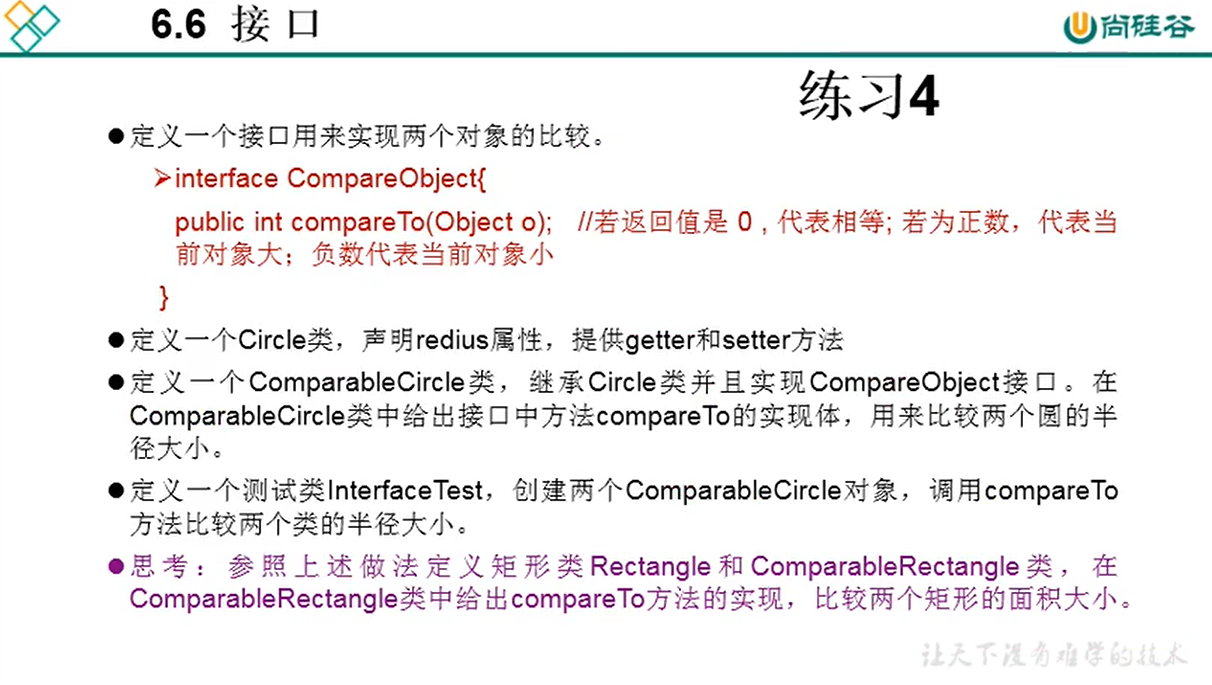 6.6 接 口
尚硅谷
练习4
●定义一个接口用来实现两个对象的比较。
➢interface CompareObject{
public int compareTo(Object o); //若返回值是 0 , 代表相等; 若为正数，代表当
前对象大；负数代表当前对象小
}
●定义一个Circle类，声明redius属性，提供getter和setter方法
●定义一个ComparableCircle类，继承Circle类并且实现CompareObject接口。在
ComparableCircle类中给出接口中方法compareTo的实现体，用来比较两个圆的半
径大小。
●定义一个测试类InterfaceTest，创建两个ComparableCircle对象，调用compareTo
方法比较两个类的半径大小。
●思考：参照上述做法定义矩形类Rectangle和ComparableRectangle类，在
ComparableRectangle类中给出compareTo方法的实现，比较两个矩形的面积大小。
让天下没有难学的技术